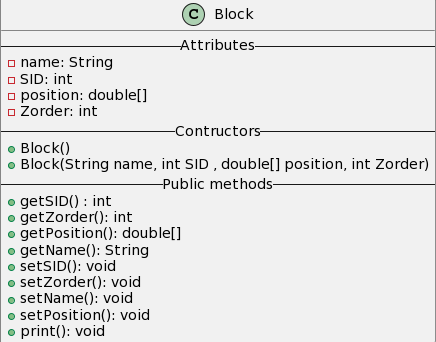 C Block
Attributes
name: String
SID: int
position: double[]
Zorder: int
Contructors
Block()
Block(String name, int SID , double[] position, int Zorder)
Public methods
getSID() : int
getZorder(): int
getPosition(): double[]
getName(): String
setSID(): void
setZorder(): void
setName(): void
setPosition(): void
print(): void